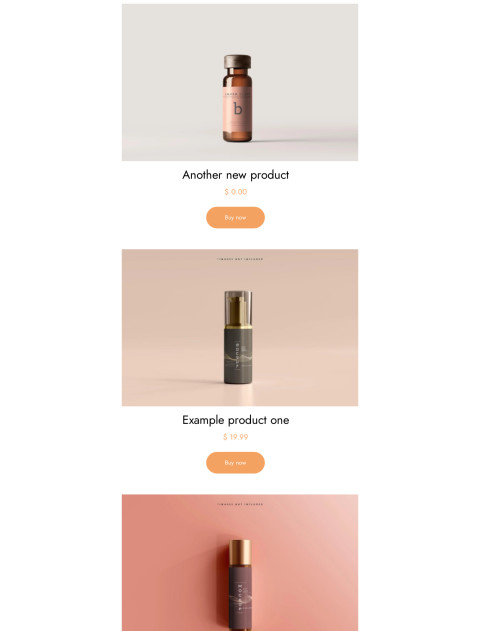 b
Another new product
$ 0.00
Buy now
*IMAGES NOT INCLUDED
Example product one
$ 19.99
Buy now
*IMAGES NOT INCLUDED